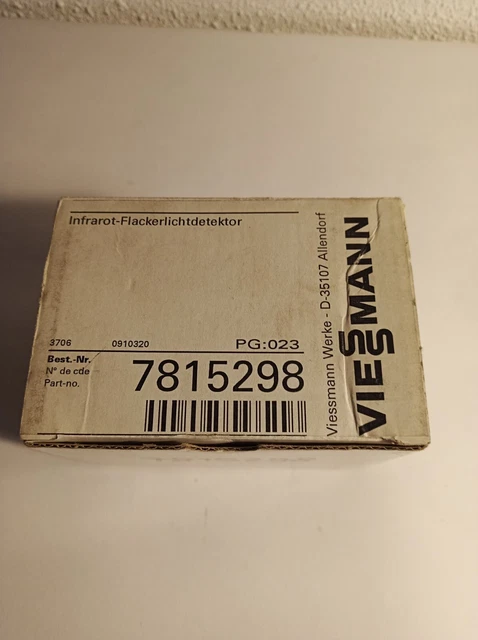 Infrarot-Flackerlichtdetektor
3706 0910320 PG:023
Best.-Nr.
N° de cde
Part-no.
7815298
Viessmann Werke - D-35107 Allendorf
VIESSMANN